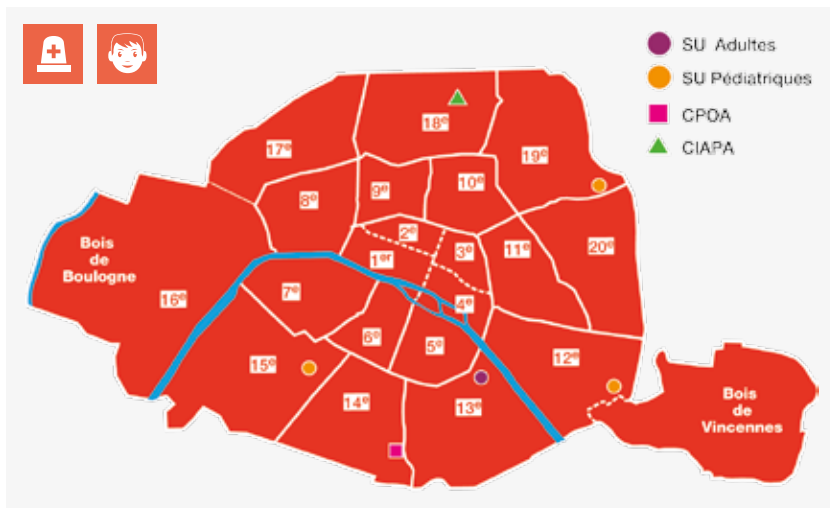 SU Adultes
SU Pédiatriques
CPOA
CIAPA
18e
17e
19e
10e
9e
8e
2e
3e
11e
20e
1er
Bois
de
Boulogne
16e
7e
4e
6e
5e
15e
12e
14e
13e
Bois
de
Vincennes